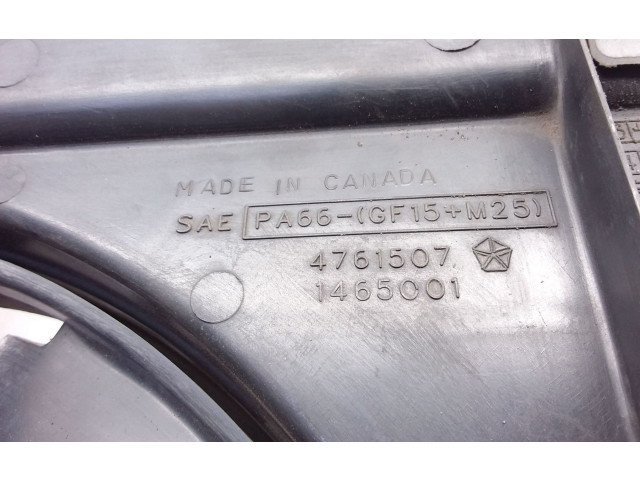 MADE IN CANADA
SAE PA66-(GF15+M25)
4761507
1465001